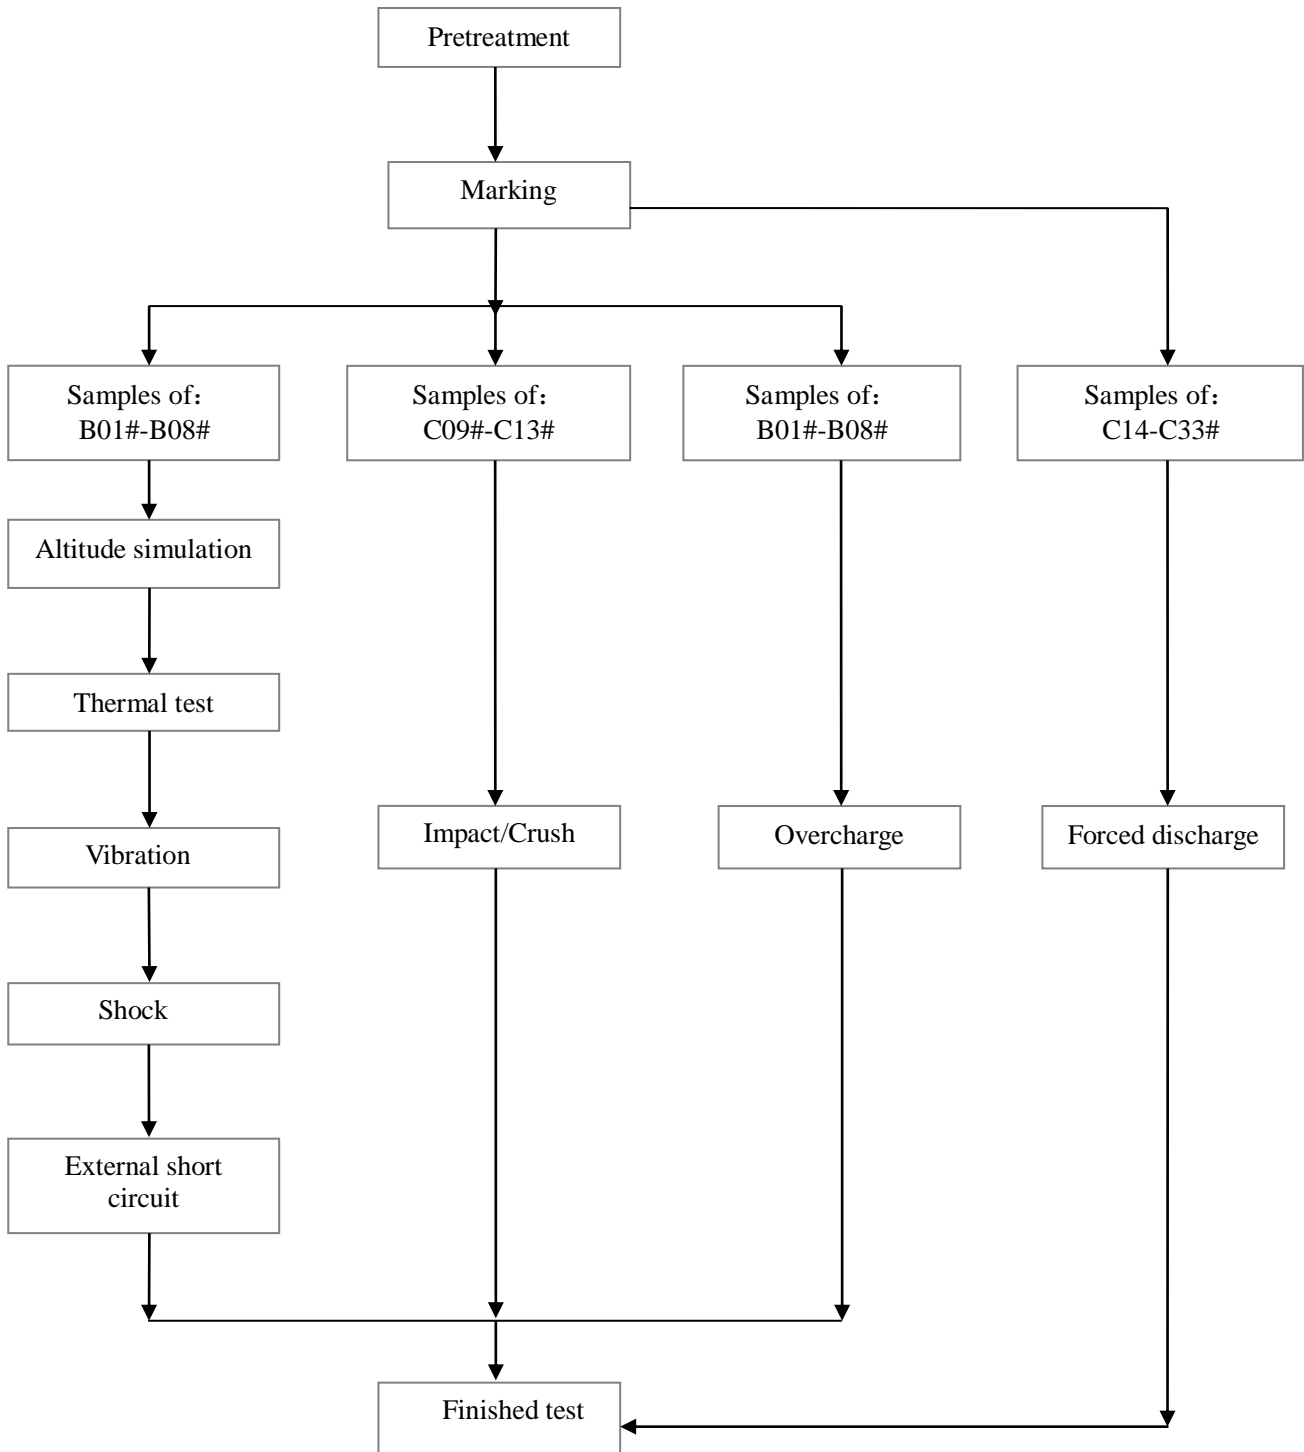 Pretreatment
Marking
Samples of：
B01#-B08#
Samples of：
C09#-C13#
Samples of：
B01#-B08#
Samples of：
C14-C33#
Altitude simulation
Thermal test
Vibration
Shock
External short
circuit
Impact/Crush
Overcharge
Forced discharge
Finished test